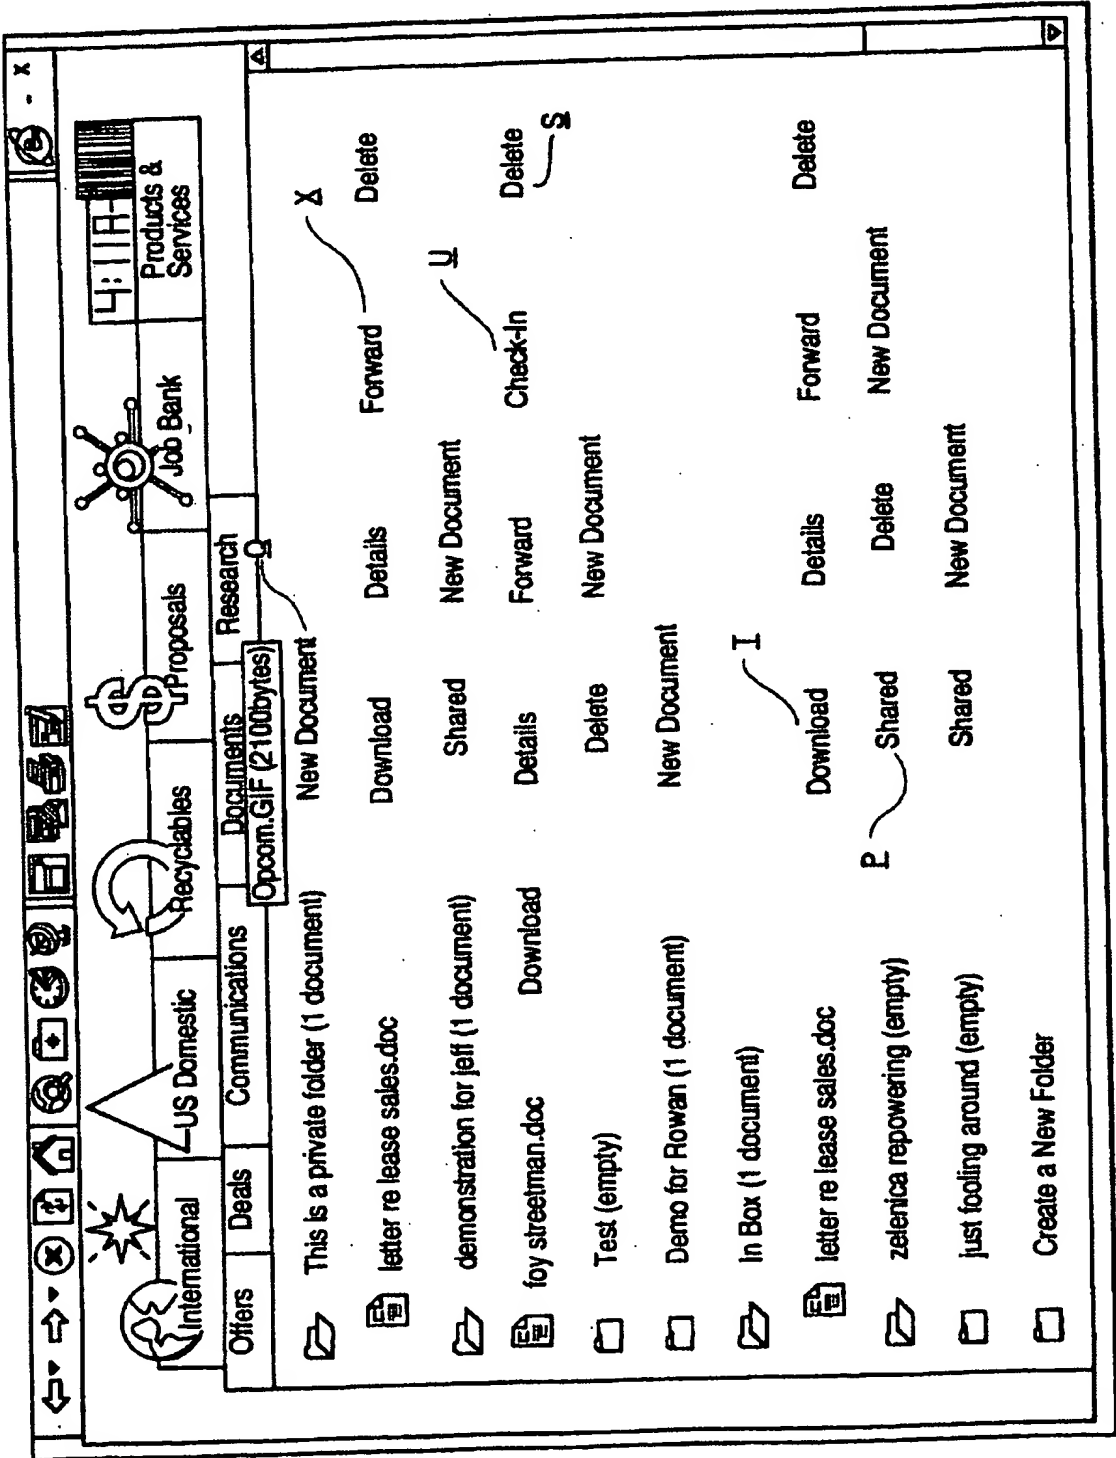 - x
4:11A
International US Domestic Recyclables Proposals Job Bank Products & Services
Offers Deals Communications Documents Research
Opcom.GIF (2100bytes)
Q
This is a private folder (1 document) New Document
X
letter re lease sales.doc Download Details Forward Delete
demonstration for jeff (1 document) Shared New Document
U
foy streetman.doc Download Details Forward Check-In Delete
S
Test (empty) Delete New Document
Demo for Rowan (1 document) New Document
In Box (1 document)
I
letter re lease sales.doc Download Details Forward Delete
P
zelenica repowering (empty) Shared Delete New Document
just fooling around (empty) Shared New Document
Create a New Folder